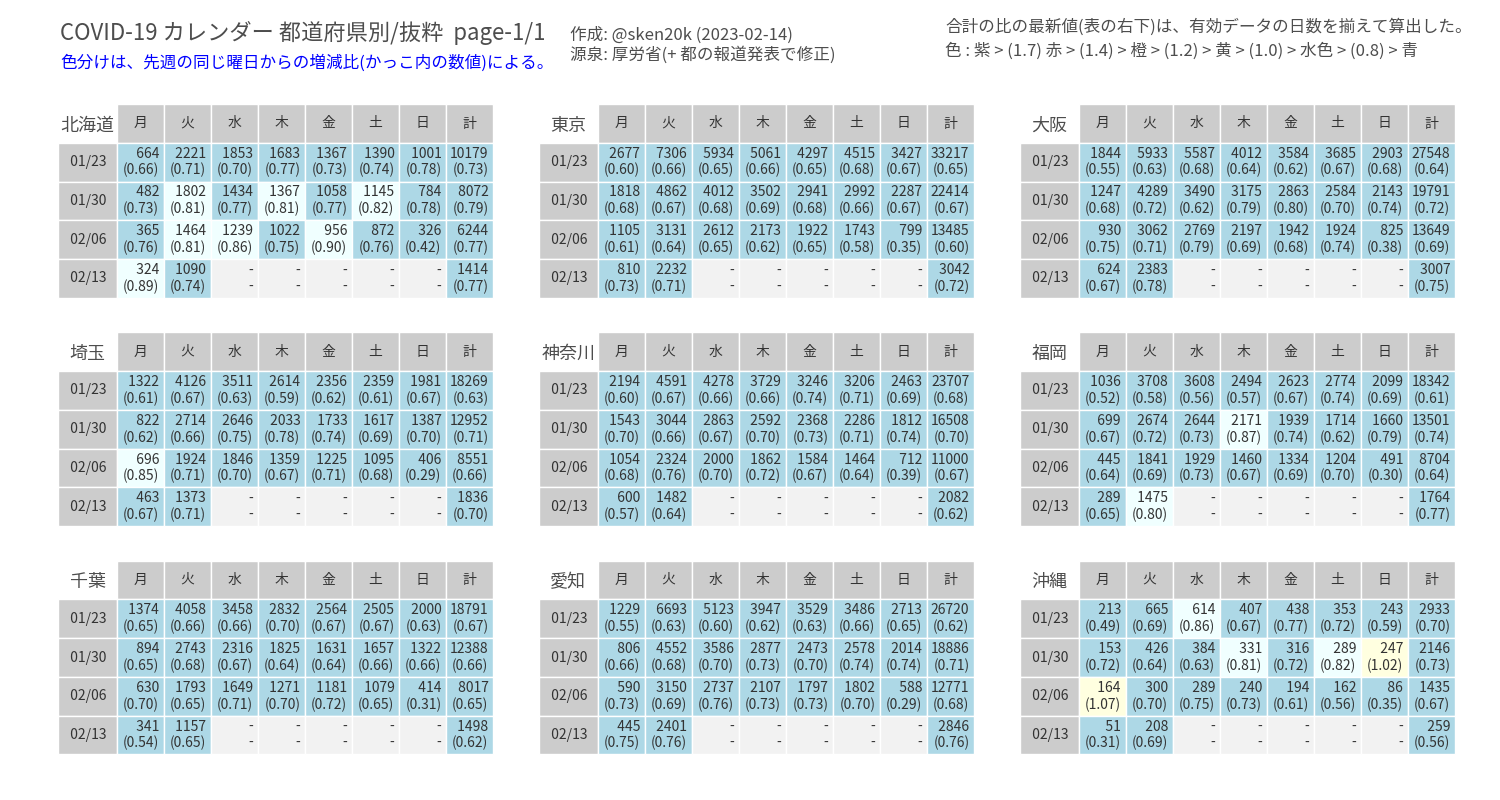 COVID-19 カレンダー 都道府県別/抜粋 page-1/1
色分けは、先週の同じ曜日からの増減比(かっこ内の数値)による。
作成: @sken20k (2023-02-14)
源泉: 厚労省(+ 都の報道発表で修正)
合計の比の最新値(表の右下)は、有効データの日数を揃えて算出した。
色 : 紫 > (1.7) 赤 > (1.4) > 橙 > (1.2) > 黄 > (1.0) > 水色 > (0.8) > 青
北海道 月 火 水 木 金 土 日 計
01/23 664 2221 1853 1683 1367 1390 1001 10179
(0.66) (0.71) (0.70) (0.77) (0.73) (0.74) (0.78) (0.73)
01/30 482 1802 1434 1367 1058 1145 784 8072
(0.73) (0.81) (0.77) (0.81) (0.77) (0.82) (0.78) (0.79)
02/06 365 1464 1239 1022 956 872 326 6244
(0.76) (0.81) (0.86) (0.75) (0.90) (0.76) (0.42) (0.77)
02/13 324 1090 - - - - - 1414
(0.89) (0.74) - - - - - (0.77)
東京 月 火 水 木 金 土 日 計
01/23 2677 7306 5934 5061 4297 4515 3427 33217
(0.60) (0.66) (0.65) (0.66) (0.65) (0.68) (0.67) (0.65)
01/30 1818 4862 4012 3502 2941 2992 2287 22414
(0.68) (0.67) (0.68) (0.69) (0.68) (0.66) (0.67) (0.67)
02/06 1105 3131 2612 2173 1922 1743 799 13485
(0.61) (0.64) (0.65) (0.62) (0.65) (0.58) (0.35) (0.60)
02/13 810 2232 - - - - - 3042
(0.73) (0.71) - - - - - (0.72)
大阪 月 火 水 木 金 土 日 計
01/23 1844 5933 5587 4012 3584 3685 2903 27548
(0.55) (0.63) (0.68) (0.64) (0.62) (0.67) (0.68) (0.64)
01/30 1247 4289 3490 3175 2863 2584 2143 19791
(0.68) (0.72) (0.62) (0.79) (0.80) (0.70) (0.74) (0.72)
02/06 930 3062 2769 2197 1942 1924 825 13649
(0.75) (0.71) (0.79) (0.69) (0.68) (0.74) (0.38) (0.69)
02/13 624 2383 - - - - - 3007
(0.67) (0.78) - - - - - (0.75)
埼玉 月 火 水 木 金 土 日 計
01/23 1322 4126 3511 2614 2356 2359 1981 18269
(0.61) (0.67) (0.63) (0.59) (0.62) (0.61) (0.67) (0.63)
01/30 822 2714 2646 2033 1733 1617 1387 12952
(0.62) (0.66) (0.75) (0.78) (0.74) (0.69) (0.70) (0.71)
02/06 696 1924 1846 1359 1225 1095 406 8551
(0.85) (0.71) (0.70) (0.67) (0.71) (0.68) (0.29) (0.66)
02/13 463 1373 - - - - - 1836
(0.67) (0.71) - - - - - (0.70)
神奈川 月 火 水 木 金 土 日 計
01/23 2194 4591 4278 3729 3246 3206 2463 23707
(0.60) (0.67) (0.66) (0.66) (0.74) (0.71) (0.69) (0.68)
01/30 1543 3044 2863 2592 2368 2286 1812 16508
(0.70) (0.66) (0.67) (0.70) (0.73) (0.71) (0.74) (0.70)
02/06 1054 2324 2000 1862 1584 1464 712 11000
(0.68) (0.76) (0.70) (0.72) (0.67) (0.64) (0.39) (0.67)
02/13 600 1482 - - - - - 2082
(0.57) (0.64) - - - - - (0.62)
福岡 月 火 水 木 金 土 日 計
01/23 1036 3708 3608 2494 2623 2774 2099 18342
(0.52) (0.58) (0.56) (0.57) (0.67) (0.74) (0.69) (0.61)
01/30 699 2674 2644 2171 1939 1714 1660 13501
(0.67) (0.72) (0.73) (0.87) (0.74) (0.62) (0.79) (0.74)
02/06 445 1841 1929 1460 1334 1204 491 8704
(0.64) (0.69) (0.73) (0.67) (0.69) (0.70) (0.30) (0.64)
02/13 289 1475 - - - - - 1764
(0.65) (0.80) - - - - - (0.77)
千葉 月 火 水 木 金 土 日 計
01/23 1374 4058 3458 2832 2564 2505 2000 18791
(0.65) (0.66) (0.66) (0.70) (0.67) (0.67) (0.63) (0.67)
01/30 894 2743 2316 1825 1631 1657 1322 12388
(0.65) (0.68) (0.67) (0.64) (0.64) (0.66) (0.66) (0.66)
02/06 630 1793 1649 1271 1181 1079 414 8017
(0.70) (0.65) (0.71) (0.70) (0.72) (0.65) (0.31) (0.65)
02/13 341 1157 - - - - - 1498
(0.54) (0.65) - - - - - (0.62)
愛知 月 火 水 木 金 土 日 計
01/23 1229 6693 5123 3947 3529 3486 2713 26720
(0.55) (0.63) (0.60) (0.62) (0.63) (0.66) (0.65) (0.62)
01/30 806 4552 3586 2877 2473 2578 2014 18886
(0.66) (0.68) (0.70) (0.73) (0.70) (0.74) (0.74) (0.71)
02/06 590 3150 2737 2107 1797 1802 588 12771
(0.73) (0.69) (0.76) (0.73) (0.73) (0.70) (0.29) (0.68)
02/13 445 2401 - - - - - 2846
(0.75) (0.76) - - - - - (0.76)
沖縄 月 火 水 木 金 土 日 計
01/23 213 665 614 407 438 353 243 2933
(0.49) (0.69) (0.86) (0.67) (0.77) (0.72) (0.59) (0.70)
01/30 153 426 384 331 316 289 247 2146
(0.72) (0.64) (0.63) (0.81) (0.72) (0.82) (1.02) (0.73)
02/06 164 300 289 240 194 162 86 1435
(1.07) (0.70) (0.75) (0.73) (0.61) (0.56) (0.35) (0.67)
02/13 51 208 - - - - - 259
(0.31) (0.69) - - - - - (0.56)